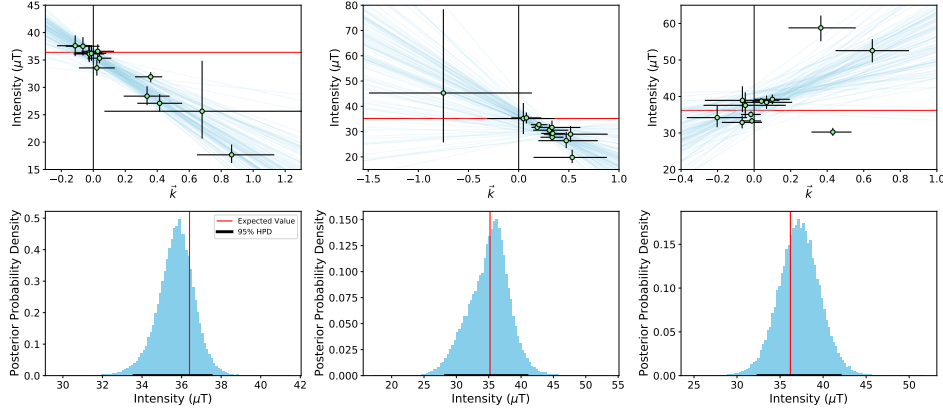 Intensity (μT)
45
40
35
30
25
20
15
−0.2 0.0 0.2 0.4 0.6 0.8 1.0 1.2
k⃗
Intensity (μT)
80
70
60
50
40
30
20
−1.5 −1.0 −0.5 0.0 0.5 1.0
k⃗
Intensity (μT)
60
50
40
30
20
−0.4 −0.2 0.0 0.2 0.4 0.6 0.8 1.0
k⃗
Posterior Probability Density
0.5
0.4
0.3
0.2
0.1
0.0
Expected Value
95% HPD
30 32 34 36 38 40 42
Intensity (μT)
Posterior Probability Density
0.150
0.125
0.100
0.075
0.050
0.025
0.000
20 25 30 35 40 45 50 55
Intensity (μT)
Posterior Probability Density
0.15
0.10
0.05
0.00
25 30 35 40 45 50
Intensity (μT)